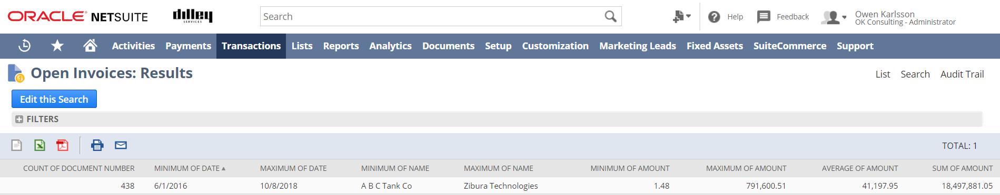 ORACLE® NETSUITE
dilley
SERVICES
Search
Help
Feedback
Owen Karlsson
OK Consulting - Administrator
Activities Payments Transactions Lists Reports Analytics Documents Setup Customization Marketing Leads Fixed Assets SuiteCommerce Support
Open Invoices: Results
List Search Audit Trail
Edit this Search
FILTERS
TOTAL: 1
COUNT OF DOCUMENT NUMBER MINIMUM OF DATE▲ MAXIMUM OF DATE MINIMUM OF NAME MAXIMUM OF NAME MINIMUM OF AMOUNT MAXIMUM OF AMOUNT AVERAGE OF AMOUNT SUM OF AMOUNT
438 6/1/2016 10/8/2018 A B C Tank Co Zibura Technologies 1.48 791,600.51 41,197.95 18,497,881.05